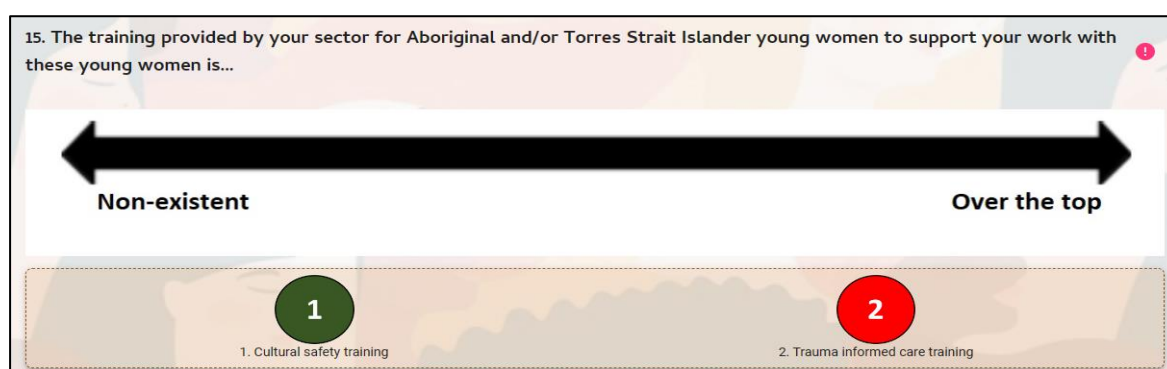 15. The training provided by your sector for Aboriginal and/or Torres Strait Islander young women to support your work with
these young women is...
!
Non-existent
Over the top
1
2
1. Cultural safety training
2. Trauma informed care training